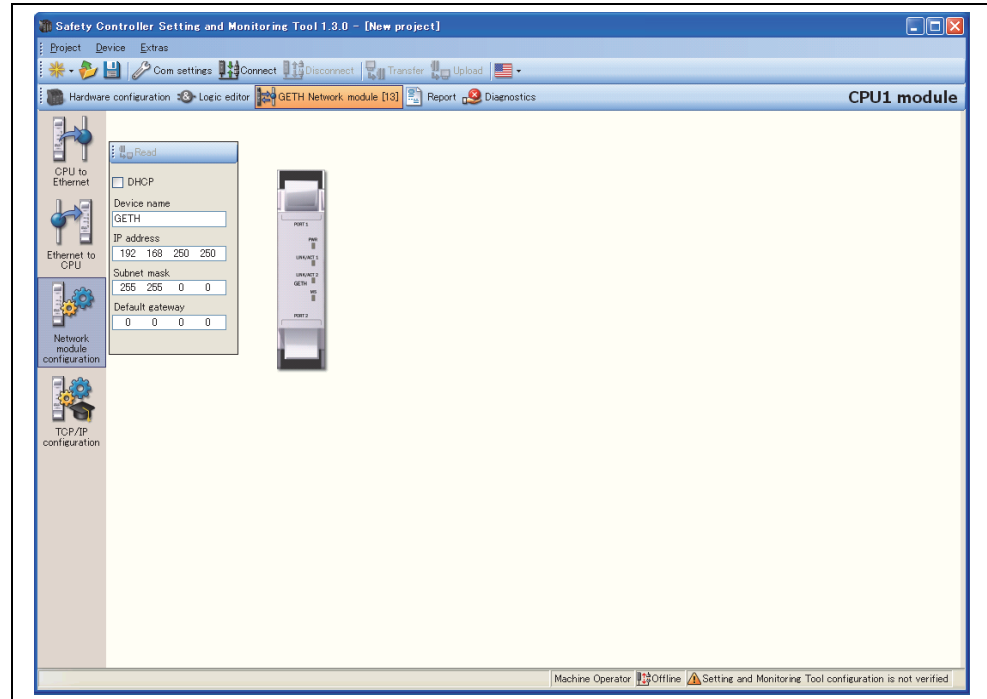 Safety Controller Setting and Monitoring Tool 1.3.0 - [New project]
Project Device Extras
Com settings Connect Disconnect Transfer Upload
Hardware configuration Logic editor GETH Network module [13] Report Diagnostics CPU1 module
CPU to
Ethernet
Ethernet to
CPU
Network
module
configuration
TCP/IP
configuration
Read
DHCP
Device name
GETH
IP address
192 168 250 250
Subnet mask
255 255 0 0
Default gateway
0 0 0 0
PORT 1
PWR
LINK/ACT 1
LINK/ACT 2
GETH
MS
PORT 2
Machine Operator Offline Setting and Monitoring Tool configuration is not verified